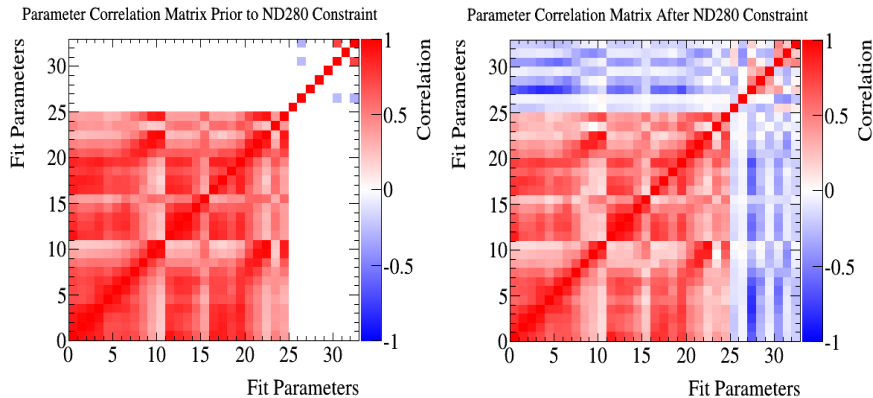 Parameter Correlation Matrix Prior to ND280 Constraint
Fit Parameters
30
25
20
15
10
5
0
0 5 10 15 20 25 30
Fit Parameters
1
0.5
0
-0.5
-1
Correlation
Parameter Correlation Matrix After ND280 Constraint
Fit Parameters
30
25
20
15
10
5
0
0 5 10 15 20 25 30
Fit Parameters
1
0.5
0
-0.5
-1
Correlation